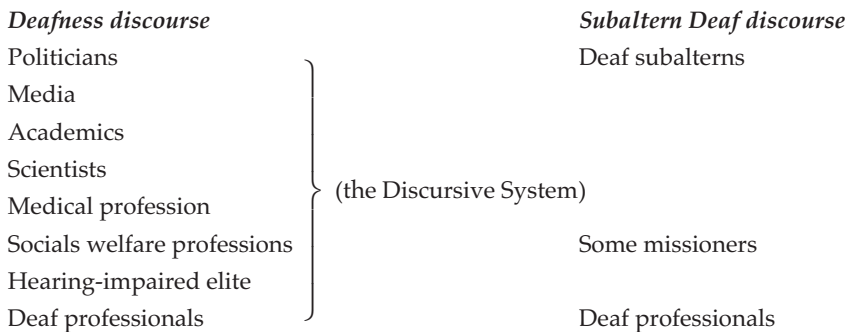 Deafness discourse Subaltern Deaf discourse
Politicians Deaf subalterns
Media
Academics
Scientists
(the Discursive System)
Medical profession
Socials welfare professions Some missioners
Hearing-impaired elite
Deaf professionals Deaf professionals